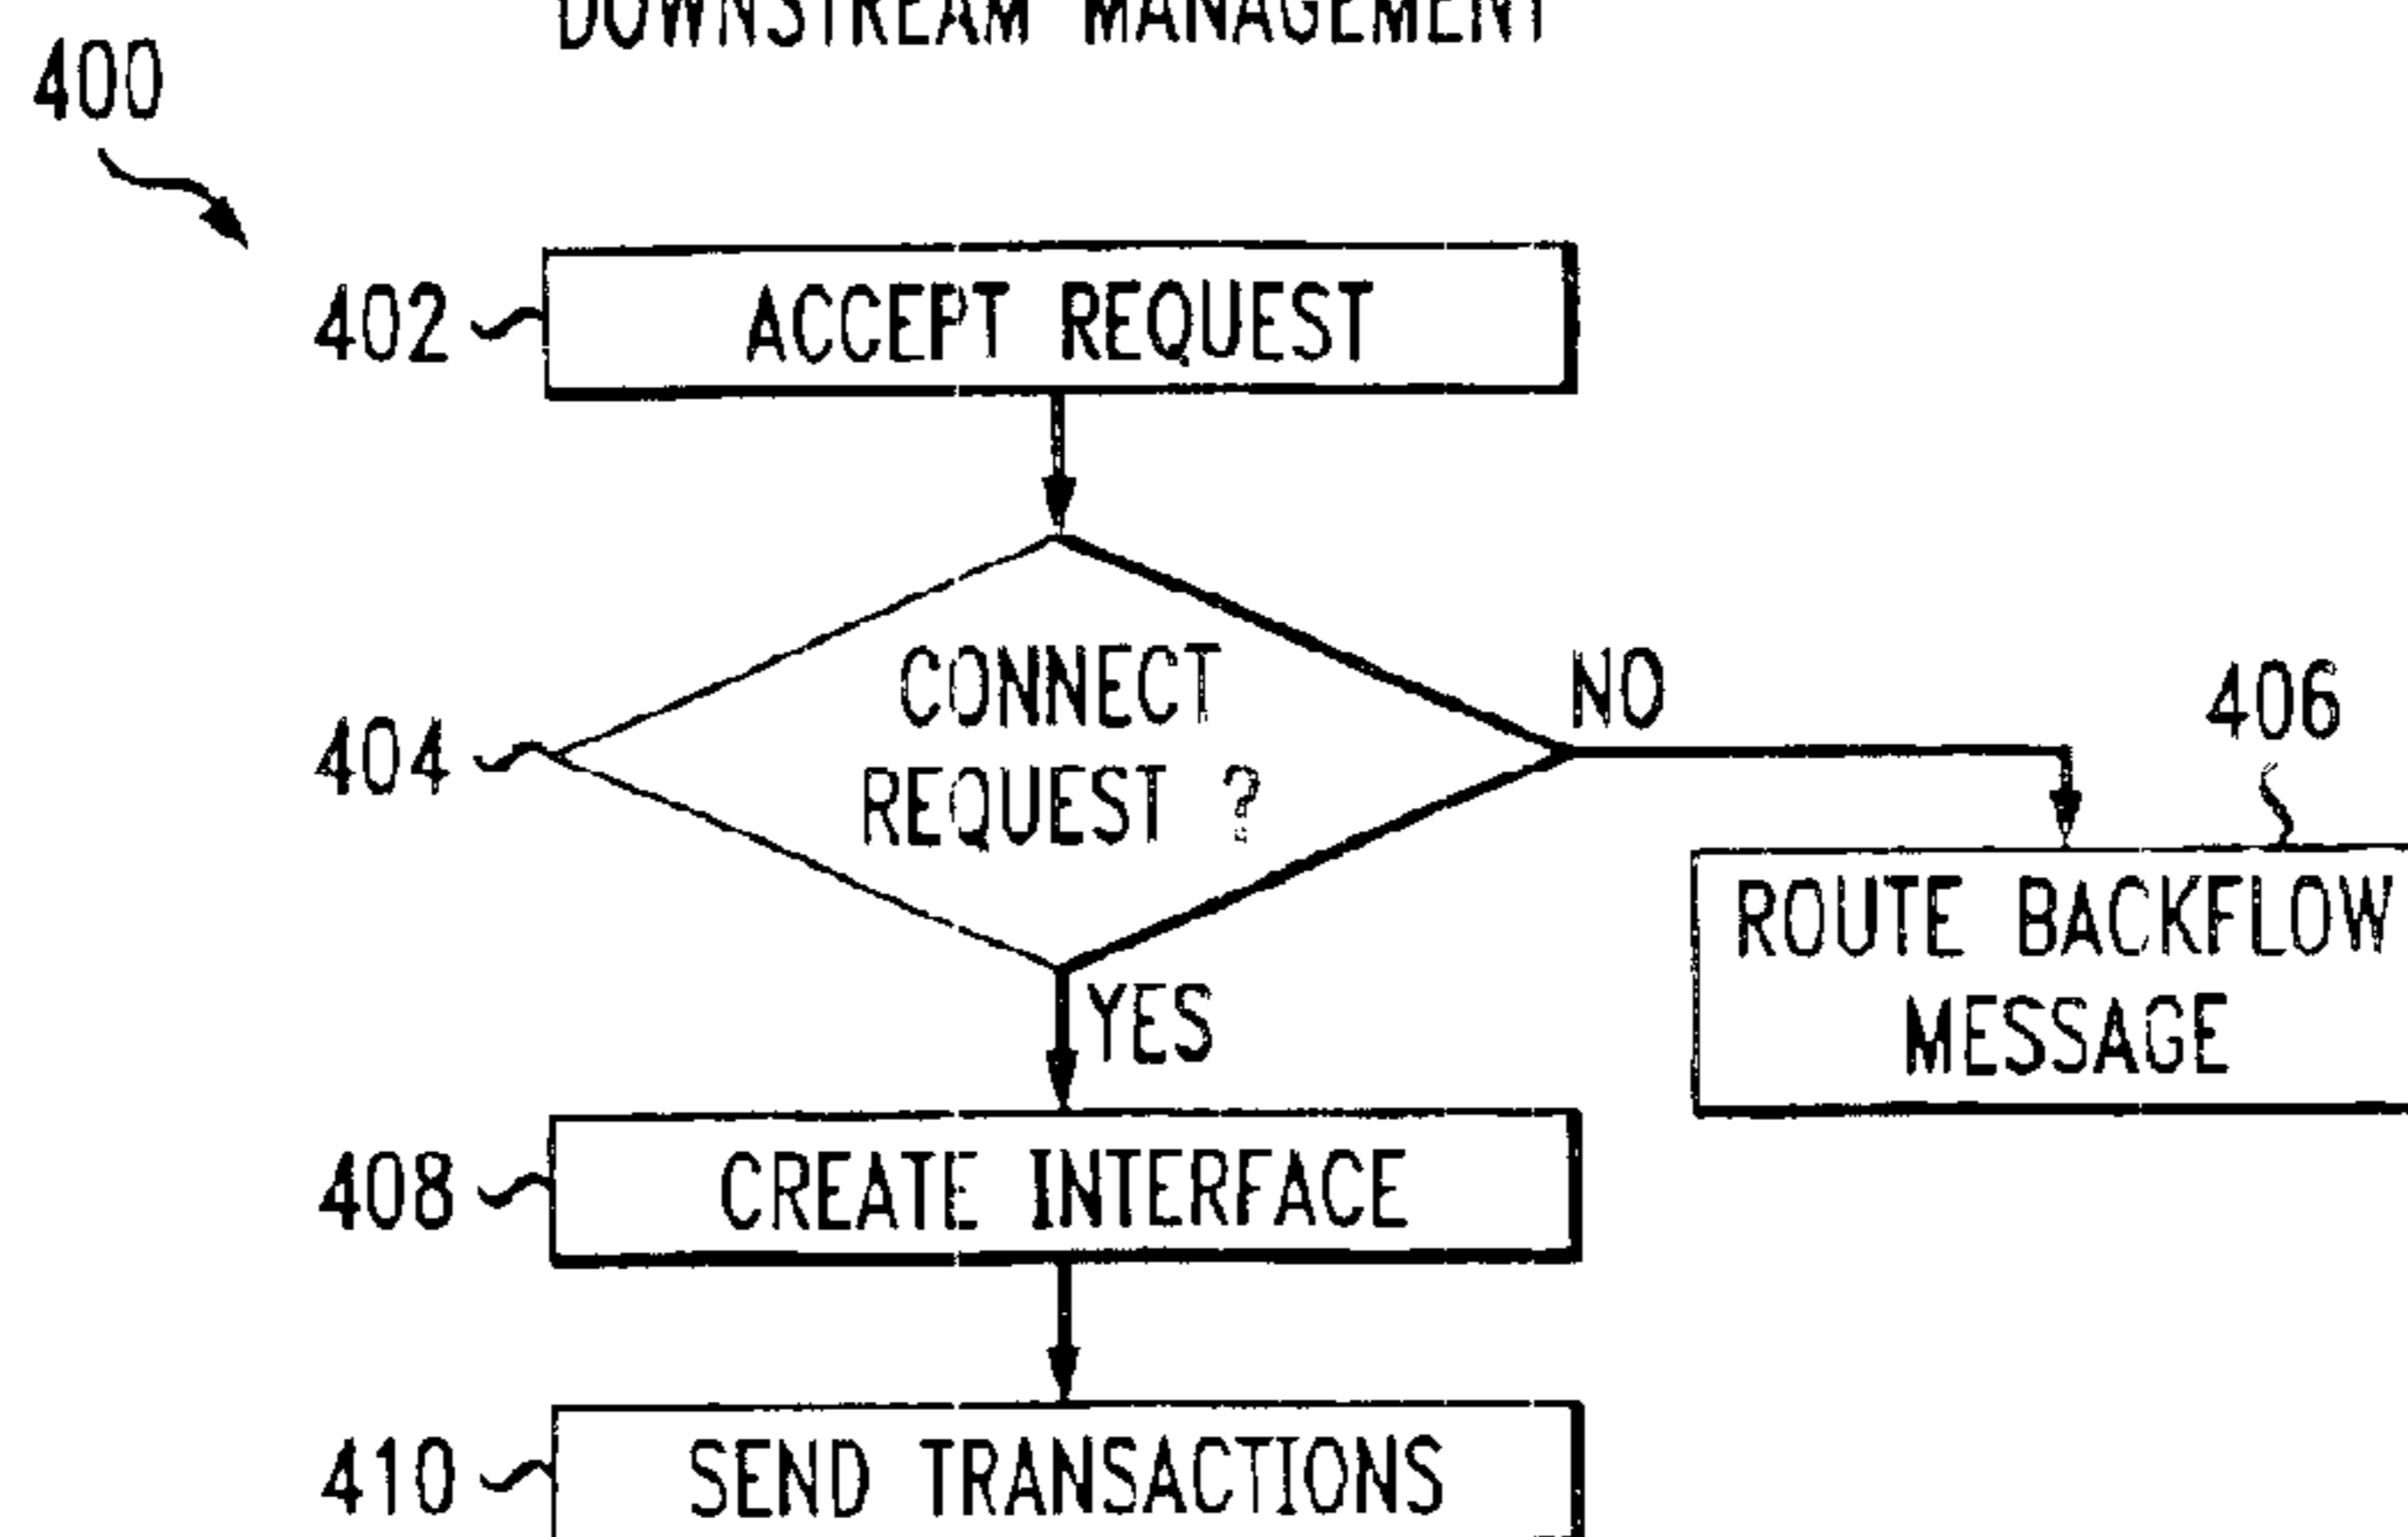 DOWNSTREAM MANAGEMENT
400
402
ACCEPT REQUEST
CONNECT
REQUEST ?
NO
404
406
ROUTE BACKFLOW
MESSAGE
YES
408
CREATE INTERFACE
410
SEND TRANSACTIONS